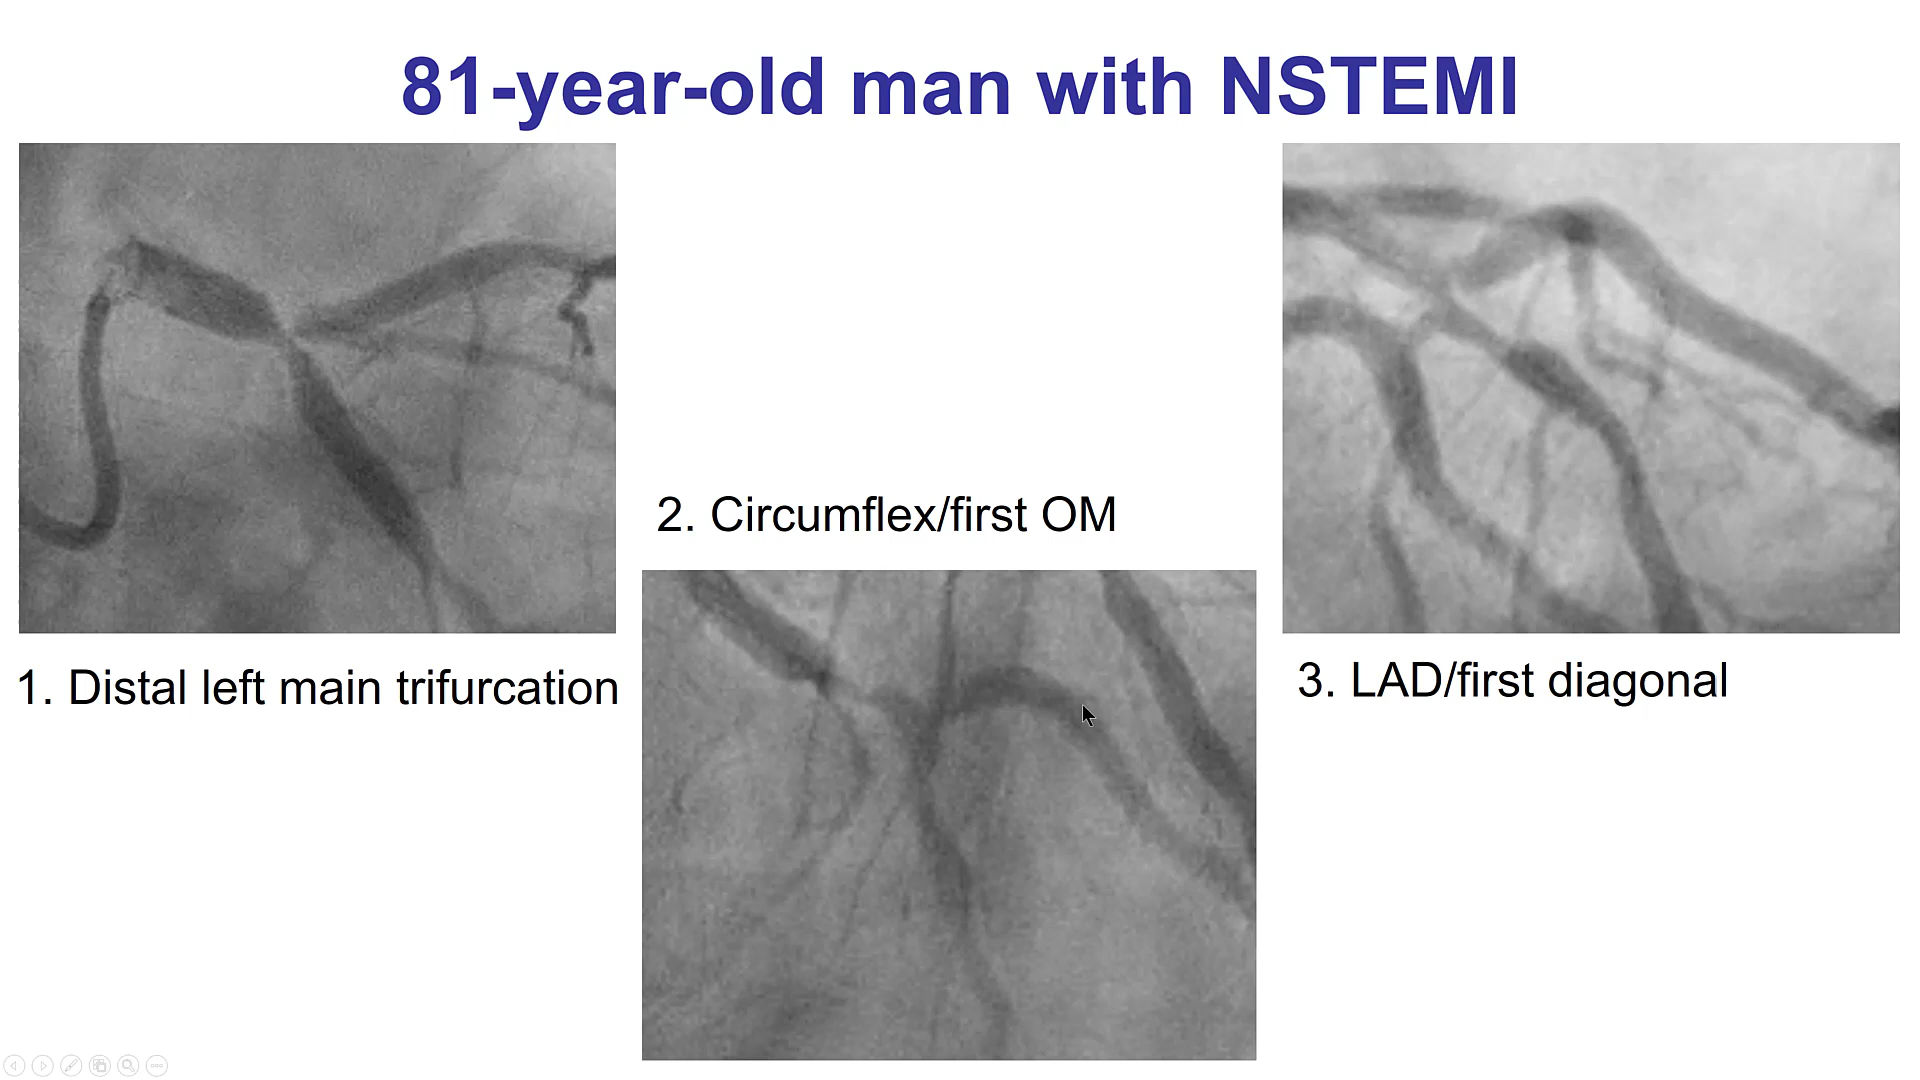 81-year-old man with NSTEMI
1. Distal left main trifurcation
2. Circumflex/first OM
3. LAD/first diagonal